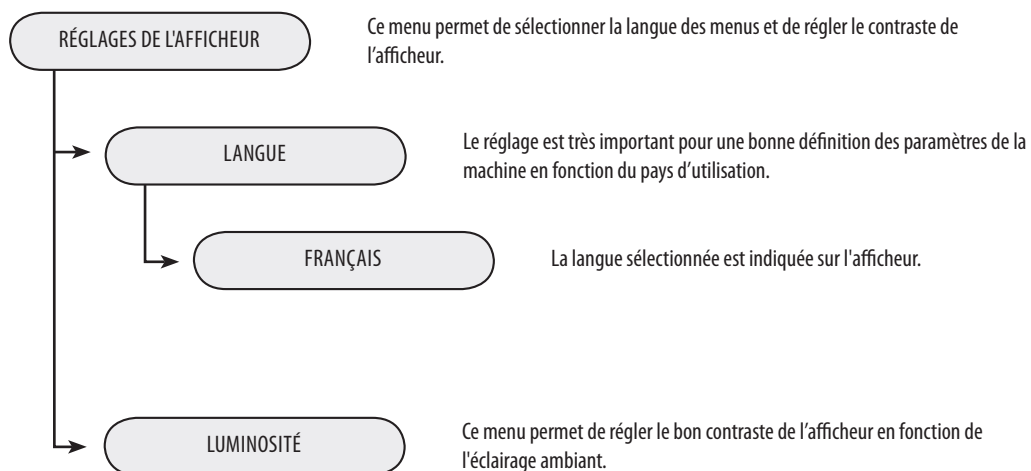 RÉGLAGES DE L'AFFICHEUR
Ce menu permet de sélectionner la langue des menus et de régler le contraste de
l’afficheur.
LANGUE
Le réglage est très important pour une bonne définition des paramètres de la
machine en fonction du pays d’utilisation.
FRANÇAIS
La langue sélectionnée est indiquée sur l'afficheur.
LUMINOSITÉ
Ce menu permet de régler le bon contraste de l’afficheur en fonction de
l'éclairage ambiant.